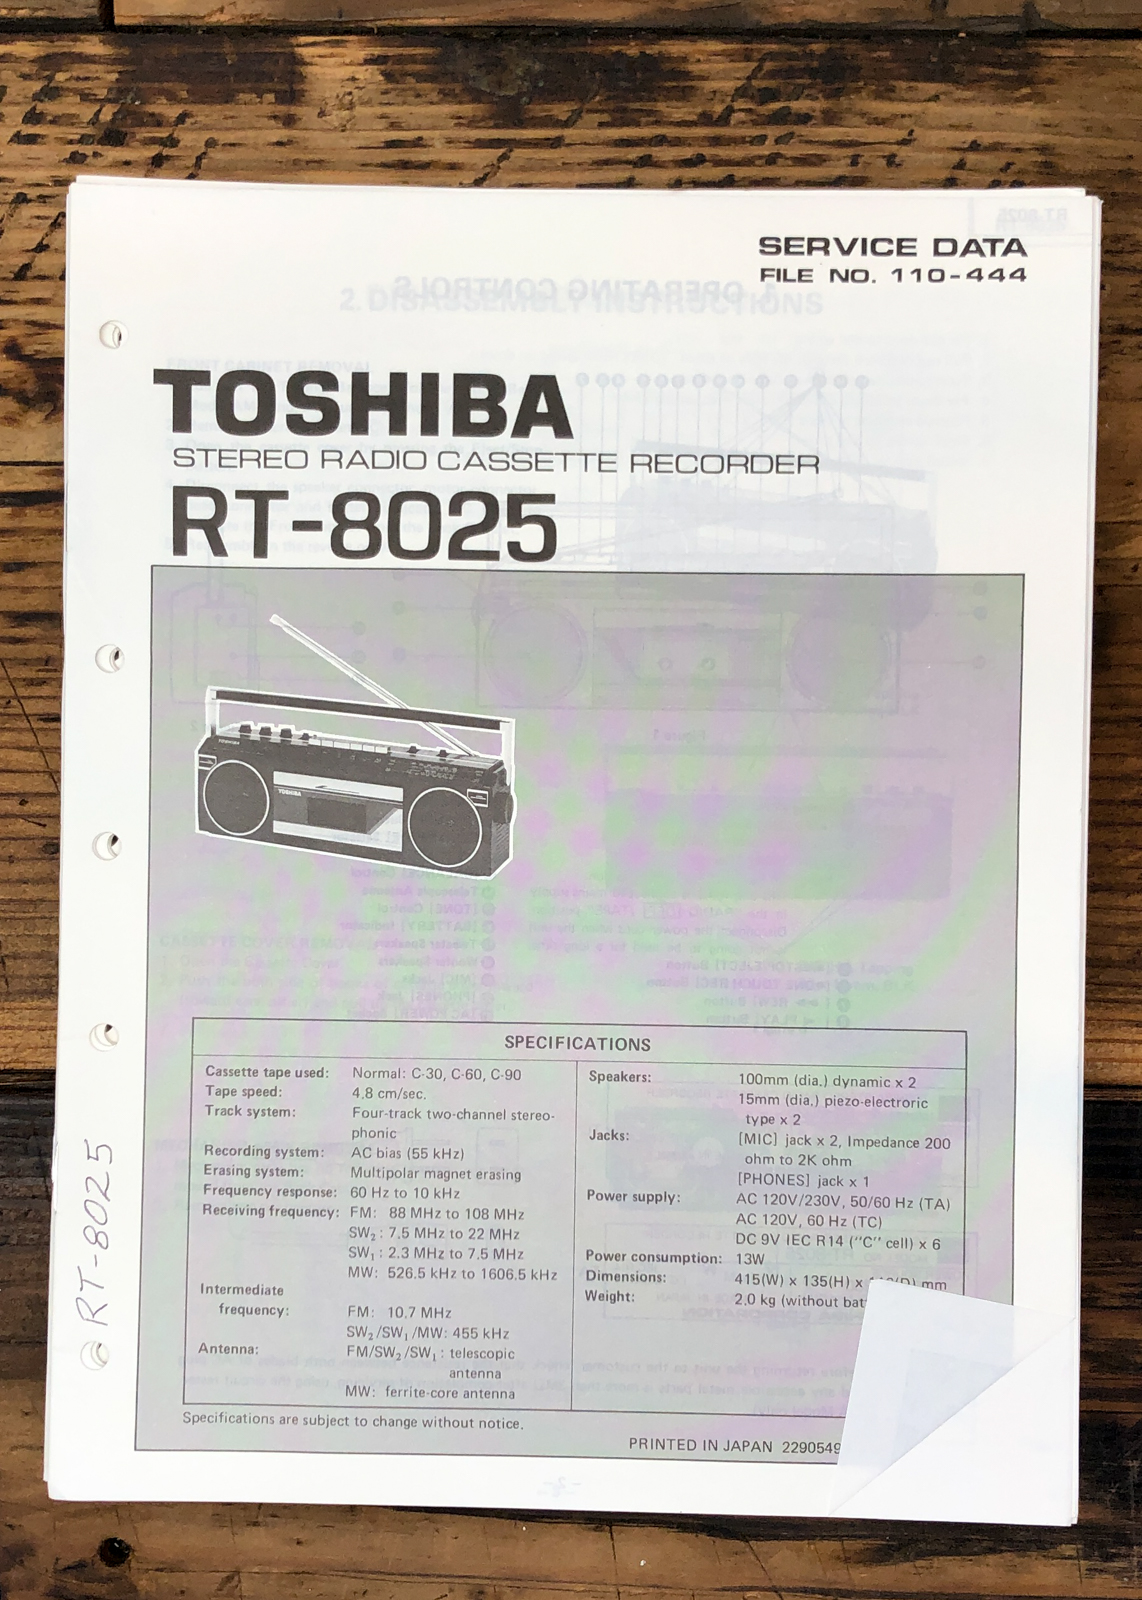 SERVICE DATA
FILE NO. 110-444
TOSHIBA
STEREO RADIO CASSETTE RECORDER
RT-8025
TOSHIBA
SPECIFICATIONS
Cassette tape used: Normal: C-30, C-60, C-90
Tape speed: 4.8 cm/sec.
Track system: Four-track two-channel stereo-
phonic
Recording system: AC bias (55 kHz)
Erasing system: Multipolar magnet erasing
Frequency response: 60 Hz to 10 kHz
Receiving frequency: FM: 88 MHz to 108 MHz
SW2: 7.5 MHz to 22 MHz
SW1: 2.3 MHz to 7.5 MHz
MW: 526.5 kHz to 1606.5 kHz
Intermediate
frequency: FM: 10.7 MHz
SW2/SW1/MW: 455 kHz
Antenna: FM/SW2/SW1: telescopic
antenna
MW: ferrite-core antenna
Speakers: 100mm (dia.) dynamic x 2
15mm (dia.) piezo-electroric
type x 2
Jacks: [MIC] jack x 2, Impedance 200
ohm to 2K ohm
[PHONES] jack x 1
Power supply: AC 120V/230V, 50/60 Hz (TA)
AC 120V, 60 Hz (TC)
DC 9V IEC R14 ("C" cell) x 6
Power consumption: 13W
Dimensions: 415(W) x 135(H) x mm
Weight: 2.0 kg (without
Specifications are subject to change without notice.
PRINTED IN JAPAN 2290549
RT-8025